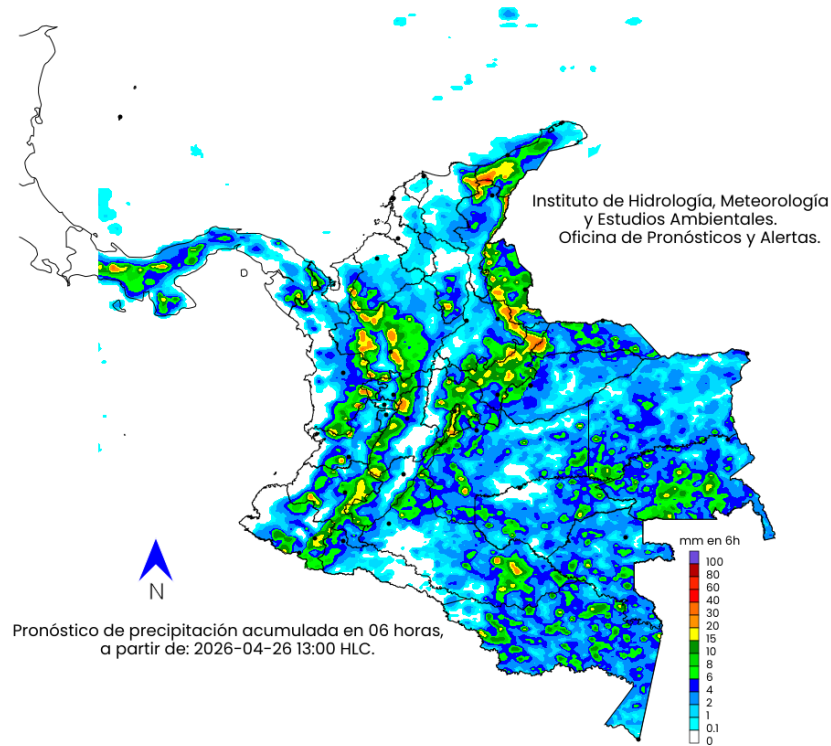 Instituto de Hidrología, Meteorología
y Estudios Ambientales.
Oficina de Pronósticos y Alertas.
mm en 6h
100
80
60
40
30
20
15
10
8
6
4
2
1
0.1
0
N
Pronóstico de precipitación acumulada en 06 horas,
a partir de: 2026-04-26 13:00 HLC.